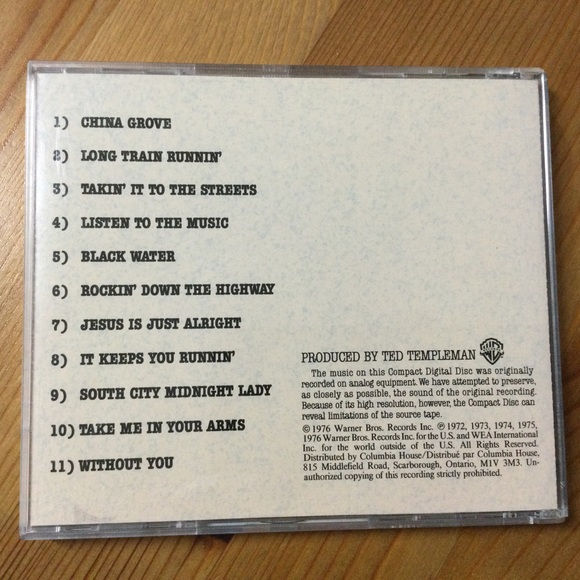 1) CHINA GROVE
2) LONG TRAIN RUNNIN'
3) TAKIN' IT TO THE STREETS
4) LISTEN TO THE MUSIC
5) BLACK WATER
6) ROCKIN' DOWN THE HIGHWAY
7) JESUS IS JUST ALRIGHT
8) IT KEEPS YOU RUNNIN'
9) SOUTH CITY MIDNIGHT LADY
10) TAKE ME IN YOUR ARMS
11) WITHOUT YOU
PRODUCED BY TED TEMPLEMAN
The music on this Compact Digital Disc was originally
recorded on analog equipment. We have attempted to preserve,
as closely as possible, the sound of the original recording.
Because of its high resolution, however, the Compact Disc can
reveal limitations of the source tape.
© 1976 Warner Bros. Records Inc. ℗ 1972, 1973, 1974, 1975,
1976 Warner Bros. Records Inc. for the U.S. and WEA International
Inc. for the world outside of the U.S. All Rights Reserved.
Distributed by Columbia House/Distribué par Columbia House,
815 Middlefield Road, Scarborough, Ontario, M1V 3M3. Un-
authorized copying of this recording strictly prohibited.